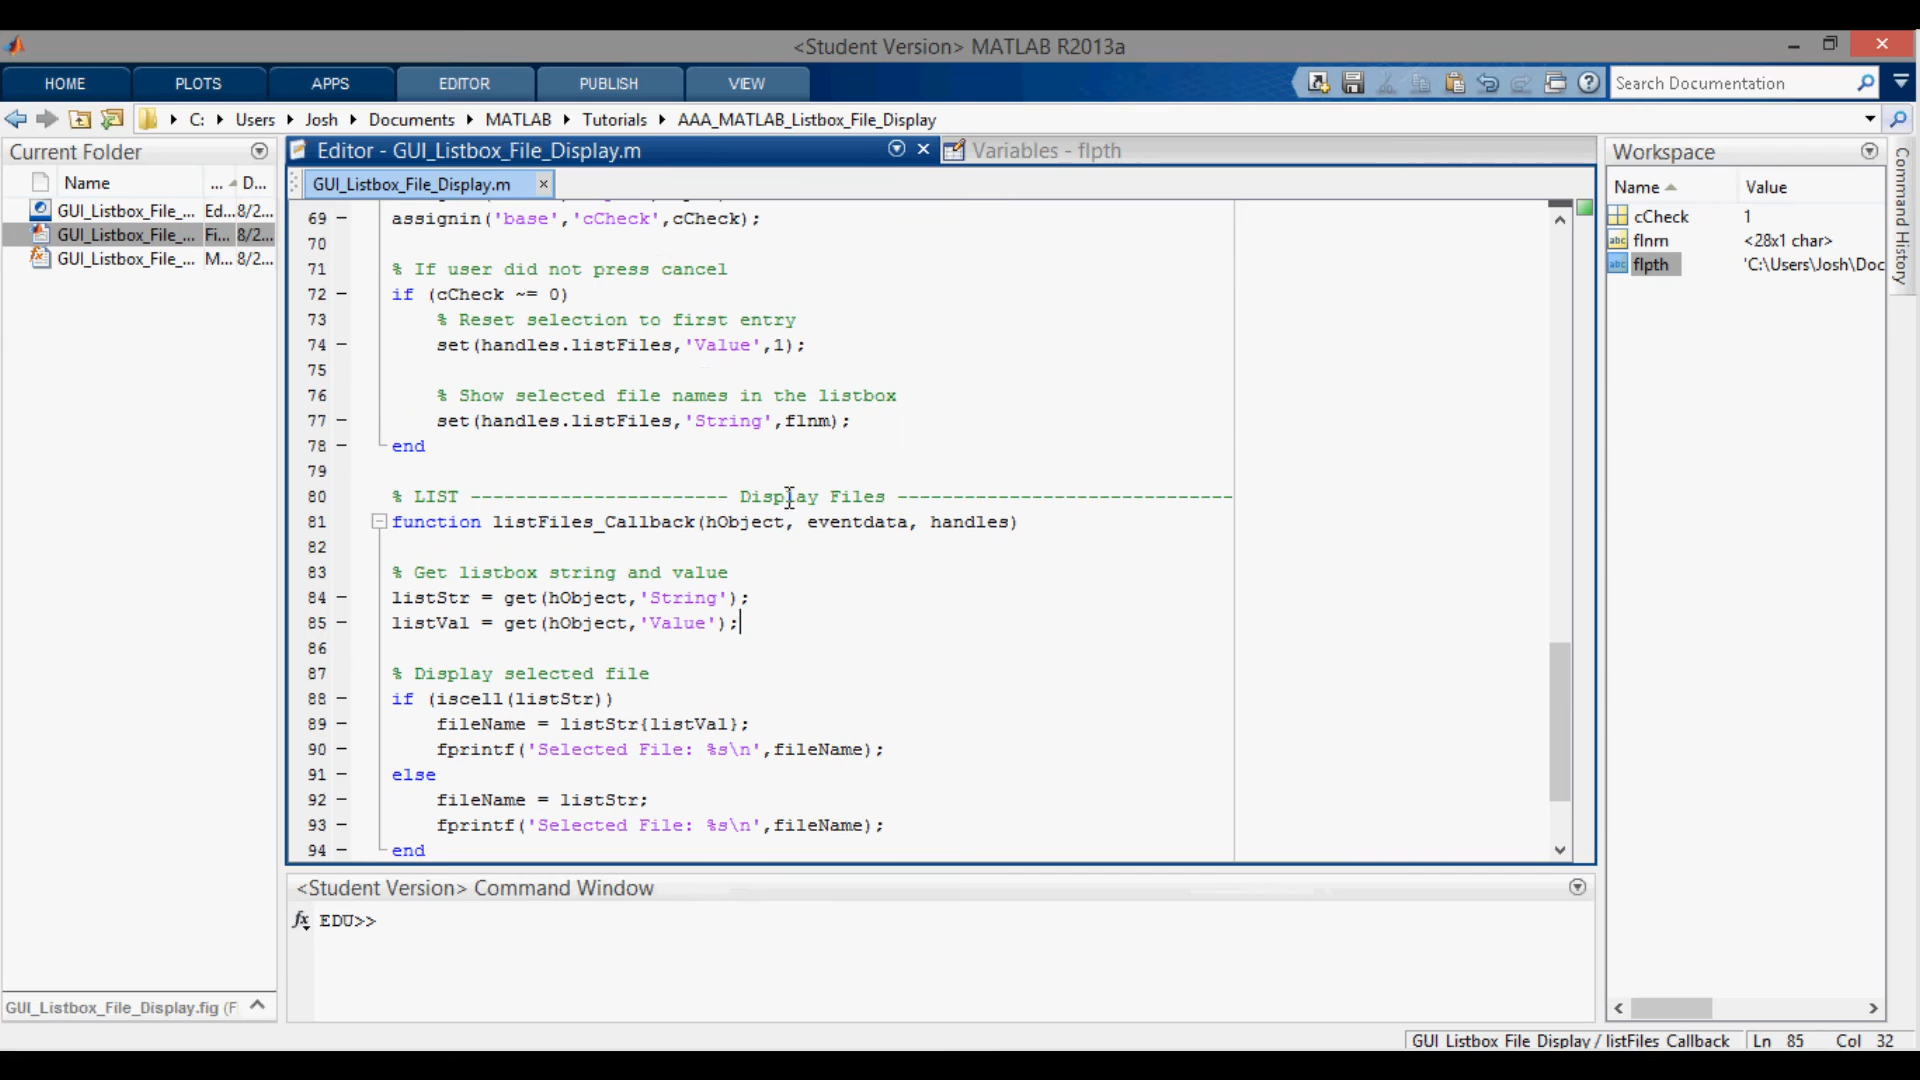 <Student Version> MATLAB R2013a
HOME PLOTS APPS EDITOR PUBLISH VIEW Search Documentation
C: Users Josh Documents MATLAB Tutorials AAA_MATLAB_Listbox_File_Display
Current Folder
Name ... D...
GUI_Listbox_File_... Ed... 8/2...
GUI_Listbox_File_... Fi... 8/2...
GUI_Listbox_File_... M... 8/2...
GUI_Listbox_File_Display.fig (F
Editor - GUI_Listbox_File_Display.m
Variables - flpth
GUI_Listbox_File_Display.m
69 – assignin('base','cCheck',cCheck);
70
71 % If user did not press cancel
72 – if (cCheck ~= 0)
73 % Reset selection to first entry
74 – set(handles.listFiles,'Value',1);
75
76 % Show selected file names in the listbox
77 – set(handles.listFiles,'String',flnm);
78 – end
79
80 % LIST ----------------------- Display Files ------------------------------
81 function listFiles_Callback(hObject, eventdata, handles)
82
83 % Get listbox string and value
84 – listStr = get(hObject,'String');
85 – listVal = get(hObject,'Value');
86
87 % Display selected file
88 – if (iscell(listStr))
89 – fileName = listStr{listVal};
90 – fprintf('Selected File: %s\n',fileName);
91 – else
92 – fileName = listStr;
93 – fprintf('Selected File: %s\n',fileName);
94 – end
<Student Version> Command Window
fx EDU>>
Workspace
Name Value
cCheck 1
flnm <28x1 char>
flpth 'C:\Users\Josh\Doc
Command History
GUI_Listbox_File_Display / listFiles_Callback Ln 85 Col 32